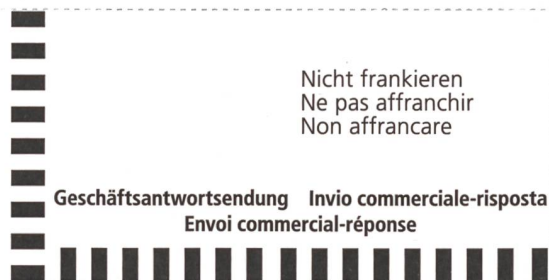 Nicht frankieren
Ne pas affranchir
Non affrancare
Geschäftsantwortsendung Invio commerciale-risposta
Envoi commercial-réponse